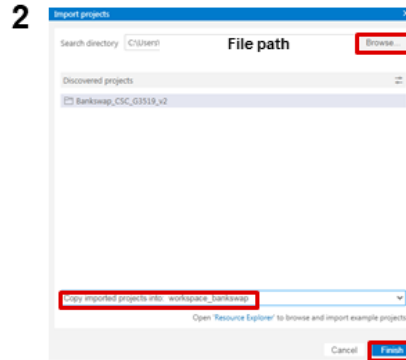 2
Import projects
Search directory C:\Users\ File path Browse...
Discovered projects
Bankswap_CSC_G3519_v2
Copy imported projects into: workspace_bankswap
Open 'Resource Explorer' to browse and import example projects
Cancel Finish